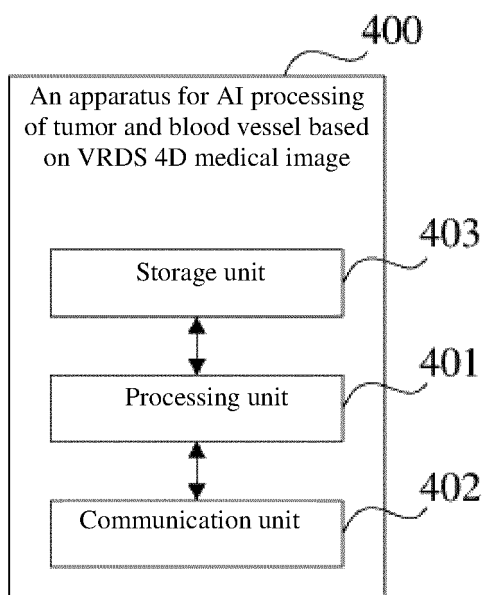 400
An apparatus for AI processing
of tumor and blood vessel based
on VRDS 4D medical image
403
Storage unit
401
Processing unit
402
Communication unit